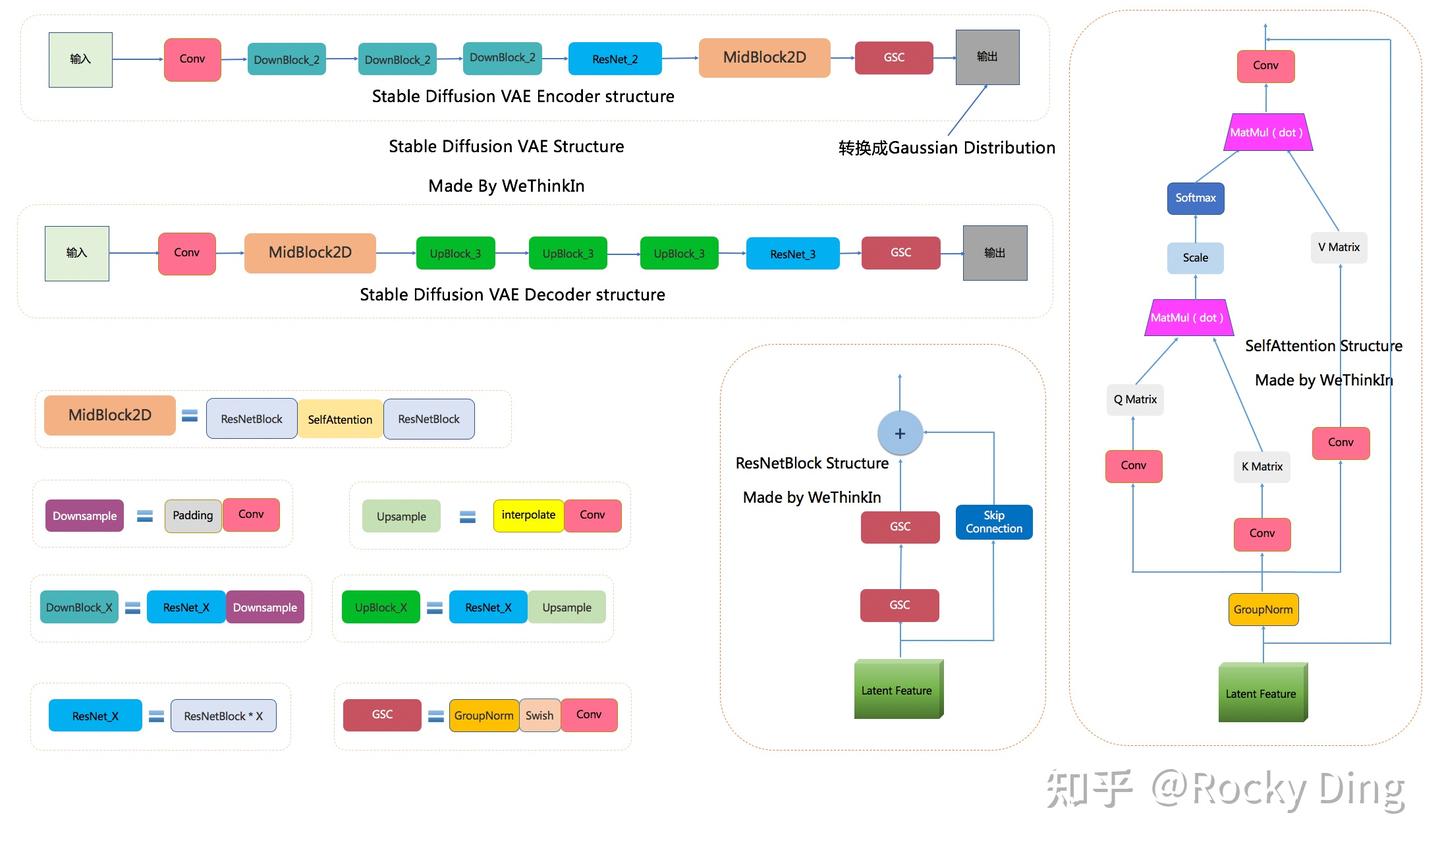 输入
Conv
DownBlock_2
DownBlock_2
DownBlock_2
ResNet_2
MidBlock2D
GSC
输出
Stable Diffusion VAE Encoder structure
Stable Diffusion VAE Structure
转换成Gaussian Distribution
Made By WeThinkIn
输入
Conv
MidBlock2D
UpBlock_3
UpBlock_3
UpBlock_3
ResNet_3
GSC
输出
Stable Diffusion VAE Decoder structure
MidBlock2D
ResNetBlock
SelfAttention
ResNetBlock
Downsample
Padding
Conv
Upsample
interpolate
Conv
DownBlock_X
ResNet_X
Downsample
UpBlock_X
ResNet_X
Upsample
ResNet_X
ResNetBlock * X
GSC
GroupNorm
Swish
Conv
+
ResNetBlock Structure
Made by WeThinkIn
GSC
Skip
Connection
GSC
Latent Feature
Conv
MatMul ( dot )
Softmax
V Matrix
Scale
MatMul ( dot )
SelfAttention Structure
Made by WeThinkIn
Q Matrix
Conv
Conv
K Matrix
Conv
GroupNorm
Latent Feature
知乎 @Rocky Ding